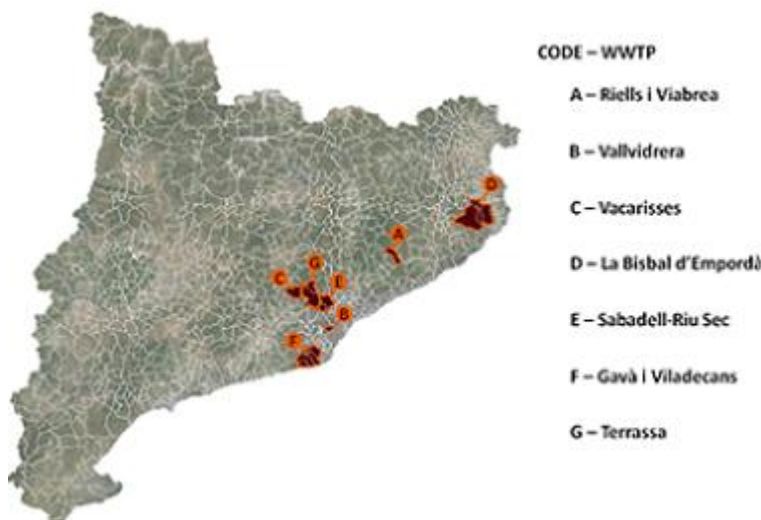 CODE – WWTP
A – Riells i Viabrea
B – Vallvidrera
C – Vacarisses
D – La Bisbal d'Empordà
E – Sabadell-Riu Sec
F – Gavà i Viladecans
G – Terrassa
D
A
G
C
E
B
F